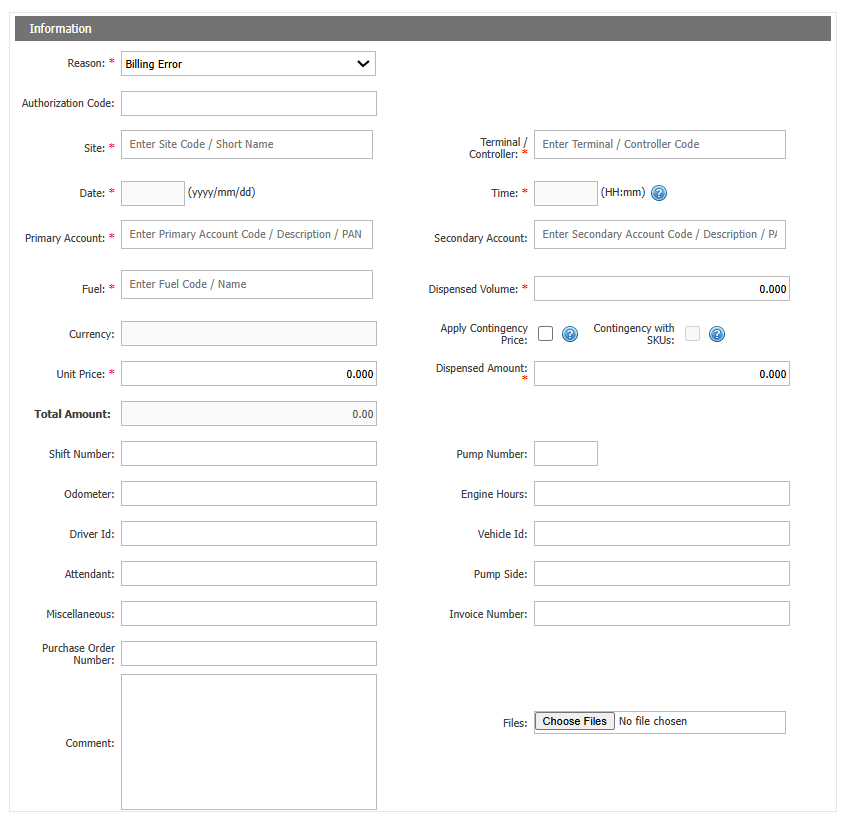 Information
Reason: * Billing Error
Authorization Code:
Site: * Enter Site Code / Short Name
Terminal /
Controller: * Enter Terminal / Controller Code
Date: * (yyyy/mm/dd)
Time: * (HH:mm) ?
Primary Account: * Enter Primary Account Code / Description / PAN
Secondary Account: Enter Secondary Account Code / Description / PA
Fuel: * Enter Fuel Code / Name
Dispensed Volume: * 0.000
Currency:
Apply Contingency
Price: ?
Contingency with
SKUs: ?
Unit Price: * 0.000
Dispensed Amount:
* 0.000
Total Amount: 0.00
Shift Number:
Pump Number:
Odometer:
Engine Hours:
Driver Id:
Vehicle Id:
Attendant:
Pump Side:
Miscellaneous:
Invoice Number:
Purchase Order
Number:
Comment:
Files: Choose Files No file chosen